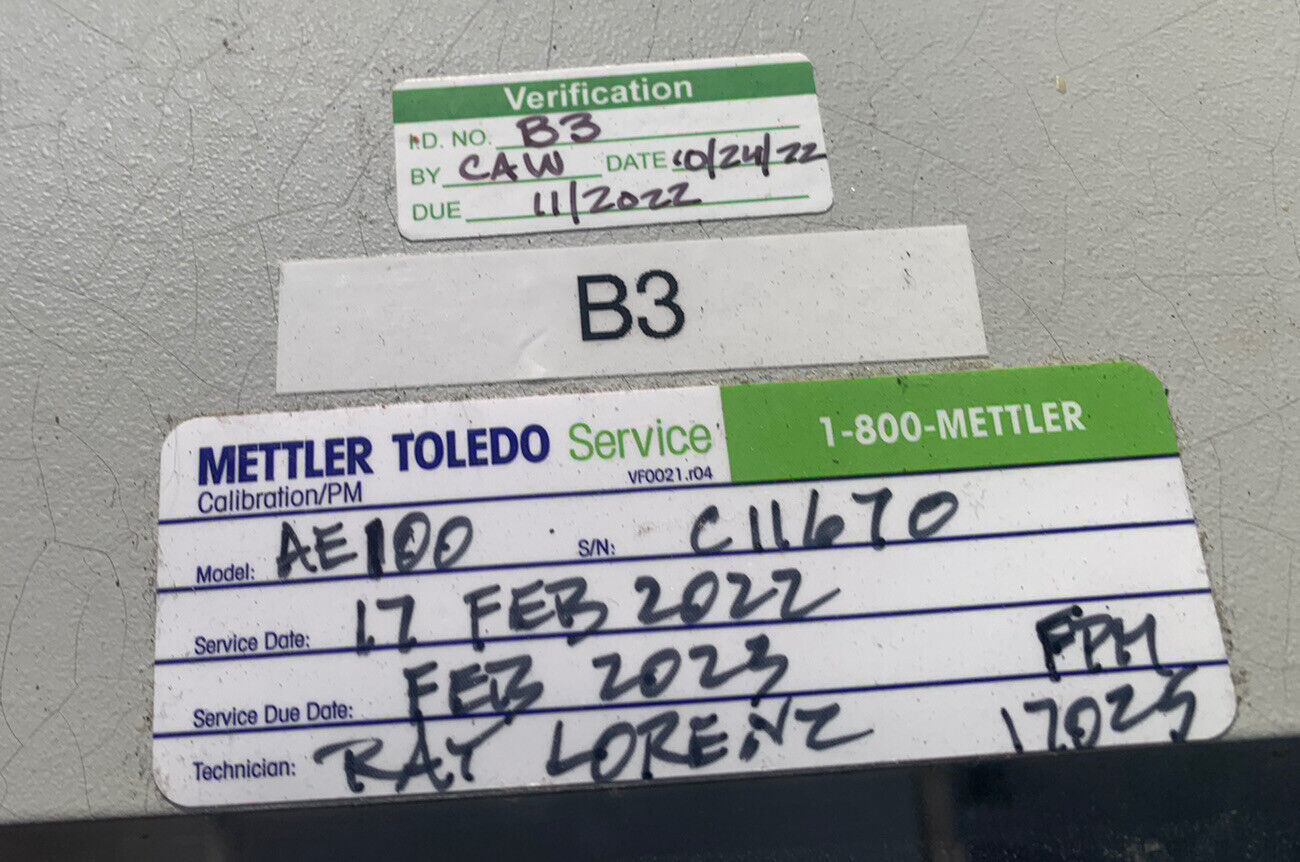 Verification
I.D. NO. B3
BY CAW DATE 10/24/22
DUE 11/2022
B3
METTLER TOLEDO Service 1-800-METTLER
VF0021.r04
Calibration/PM
Model: AE100 S/N: C11670
Service Date: 17 FEB 2022
Service Due Date: FEB 2023 FPM
Technician: RAY LORENZ 17025